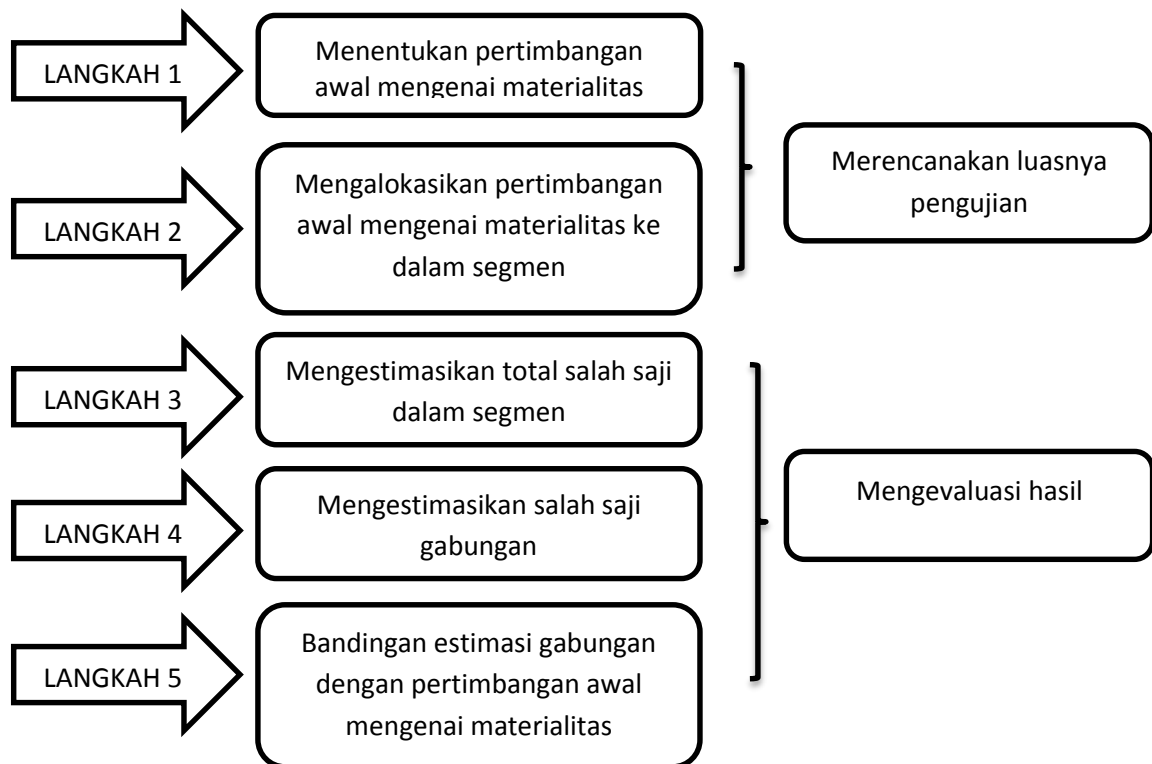 LANGKAH 1
Menentukan pertimbangan
awal mengenai materialitas
LANGKAH 2
Mengalokasikan pertimbangan
awal mengenai materialitas ke
dalam segmen
Merencanakan luasnya
pengujian
LANGKAH 3
Mengestimasikan total salah saji
dalam segmen
LANGKAH 4
Mengestimasikan salah saji
gabungan
LANGKAH 5
Bandingan estimasi gabungan
dengan pertimbangan awal
mengenai materialitas
Mengevaluasi hasil